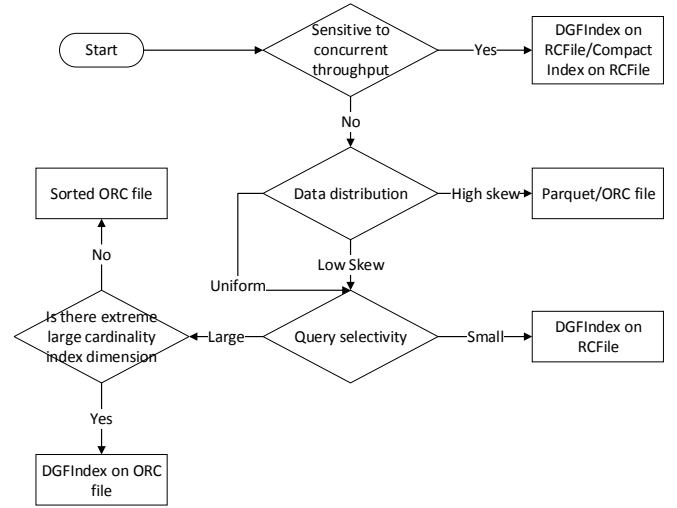 Start
Sensitive to
concurrent
throughput
Yes
DGFIndex on
RCFile/Compact
Index on RCFile
No
Sorted ORC file
Data distribution
High skew
Parquet/ORC file
No
Low Skew
Uniform
Is there extreme
large cardinality
index dimension
Large
Query selectivity
Small
DGFIndex on
RCFile
Yes
DGFIndex on ORC
file